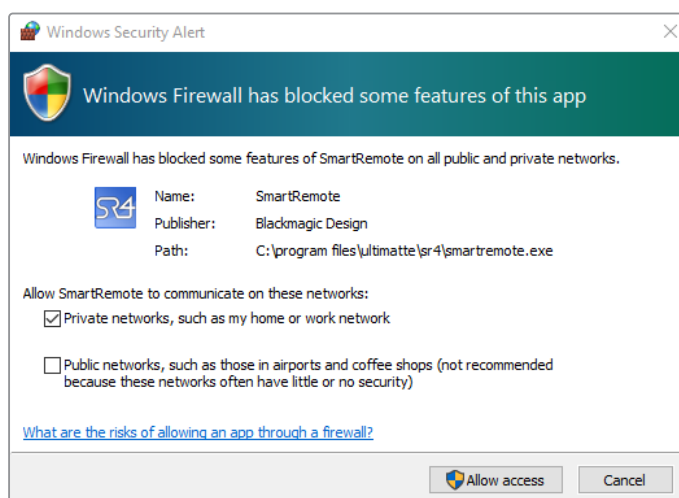 Windows Security Alert
Windows Firewall has blocked some features of this app
Windows Firewall has blocked some features of SmartRemote on all public and private networks.
SR4
Name: SmartRemote
Publisher: Blackmagic Design
Path: C:\program files\ultimatte\sr4\smartremote.exe
Allow SmartRemote to communicate on these networks:
Private networks, such as my home or work network
Public networks, such as those in airports and coffee shops (not recommended
because these networks often have little or no security)
What are the risks of allowing an app through a firewall?
Allow access Cancel